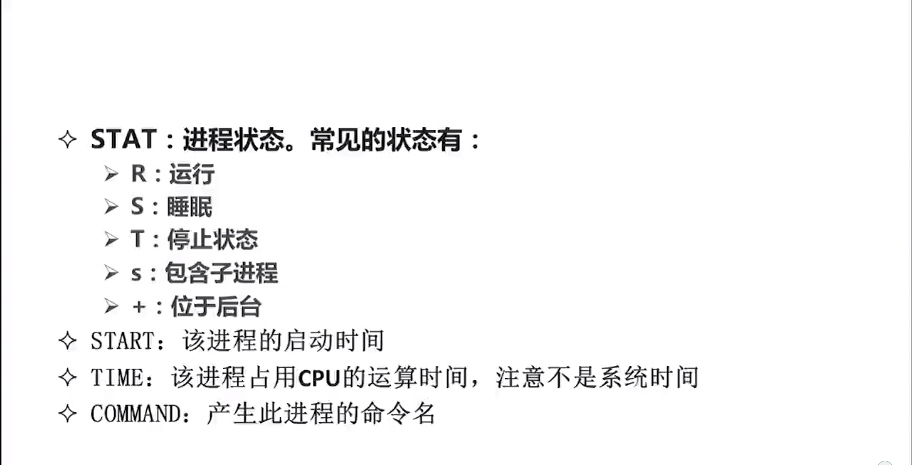 STAT：进程状态。常见的状态有：
R：运行
S：睡眠
T：停止状态
s：包含子进程
+：位于后台
START：该进程的启动时间
TIME：该进程占用CPU的运算时间，注意不是系统时间
COMMAND：产生此进程的命令名